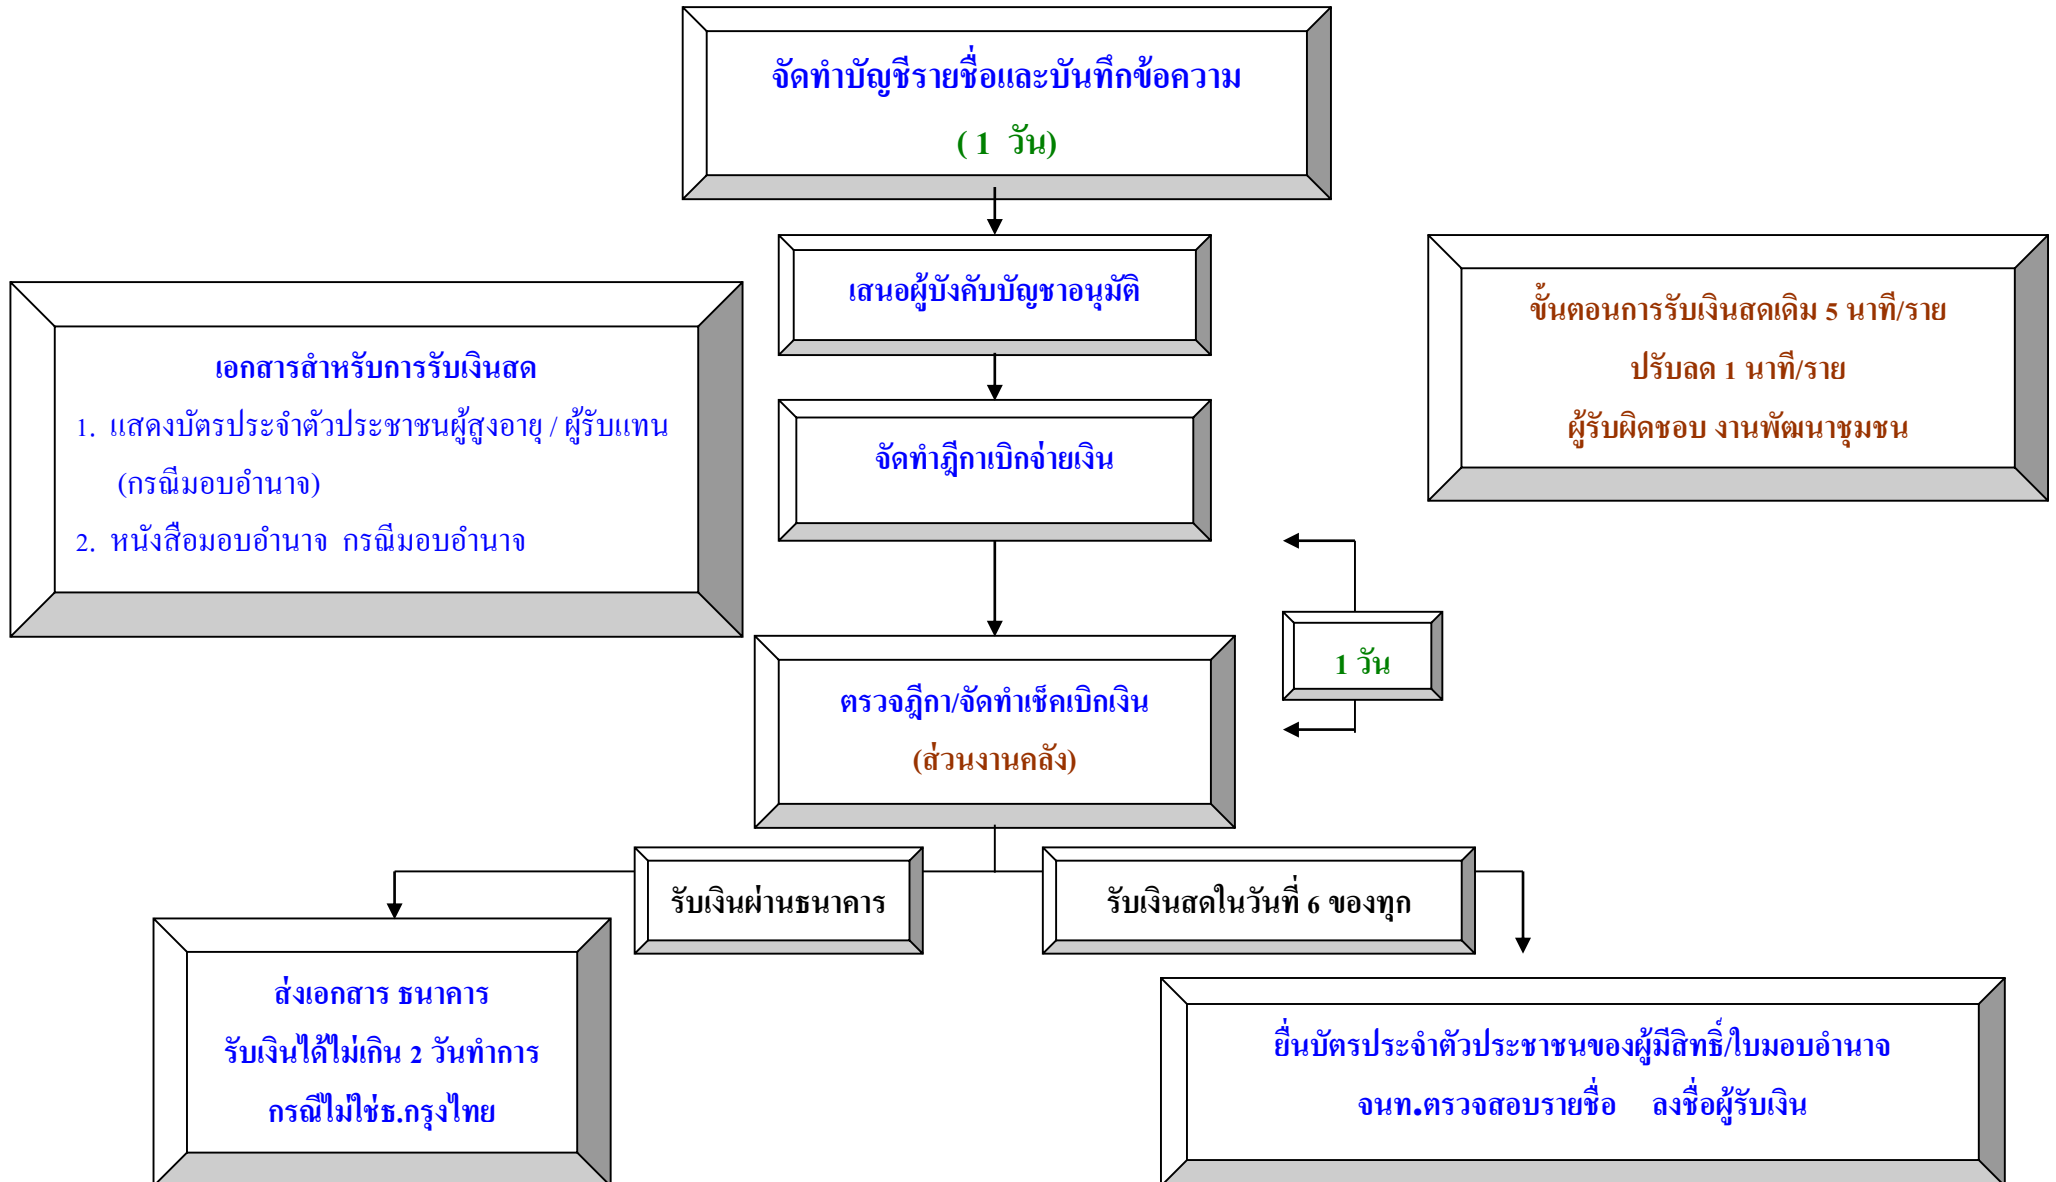 จัดทำบัญชีรายชื่อและบันทึกข้อความ
( 1 วัน)
เสนอผู้บังคับบัญชาอนุมัติ
ขั้นตอนการรับเงินสดเดิม 5 นาที/ราย
ปรับลด 1 นาที/ราย
ผู้รับผิดชอบ งานพัฒนาชุมชน
เอกสารสำหรับการรับเงินสด
1. แสดงบัตรประจำตัวประชาชนผู้สูงอายุ / ผู้รับแทน
(กรณีมอบอำนาจ)
2. หนังสือมอบอำนาจ กรณีมอบอำนาจ
จัดทำฎีกาเบิกจ่ายเงิน
1 วัน
ตรวจฎีกา/จัดทำเช็คเบิกเงิน
(ส่วนงานคลัง)
รับเงินผ่านธนาคาร
รับเงินสดในวันที่ 6 ของทุก
ส่งเอกสาร ธนาคาร
รับเงินได้ไม่เกิน 2 วันทำการ
กรณีไม่ใช่ธ.กรุงไทย
ยื่นบัตรประจำตัวประชาชนของผู้มีสิทธิ์/ใบมอบอำนาจ
จนท.ตรวจสอบรายชื่อ ลงชื่อผู้รับเงิน